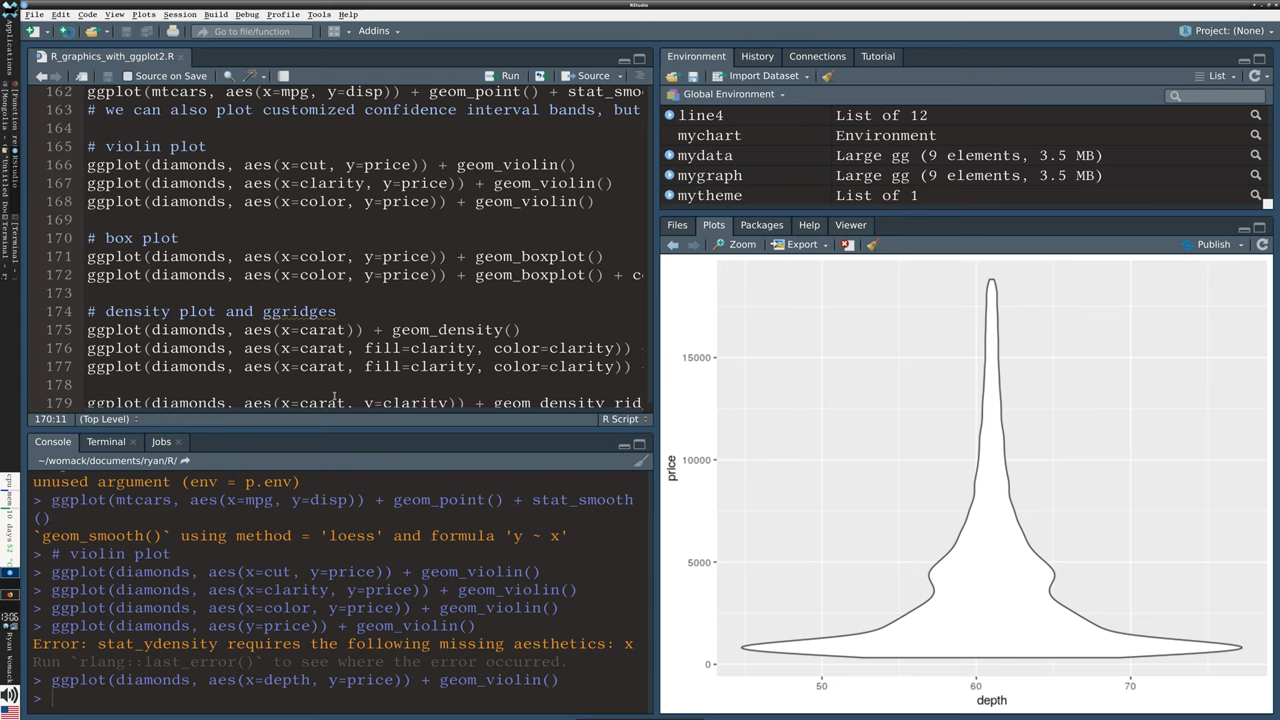 RStudio
File Edit Code View Plots Session Build Debug Profile Tools Help
Go to file/function
Addins
Project: (None)
R_graphics_with_ggplot2.R
Source on Save
Run
Source
162 ggplot(mtcars, aes(x=mpg, y=disp)) + geom_point() + stat_smo
163 # we can also plot customized confidence interval bands, but
164
165 # violin plot
166 ggplot(diamonds, aes(x=cut, y=price)) + geom_violin()
167 ggplot(diamonds, aes(x=clarity, y=price)) + geom_violin()
168 ggplot(diamonds, aes(x=color, y=price)) + geom_violin()
169
170 # box plot
171 ggplot(diamonds, aes(x=color, y=price)) + geom_boxplot()
172 ggplot(diamonds, aes(x=color, y=price)) + geom_boxplot() + c
173
174 # density plot and ggridges
175 ggplot(diamonds, aes(x=carat)) + geom_density()
176 ggplot(diamonds, aes(x=carat, fill=clarity, color=clarity))
177 ggplot(diamonds, aes(x=carat, fill=clarity, color=clarity))
178
179 ggplot(diamonds, aes(x=carat, y=clarity)) + geom_density_rid
170:11 (Top Level) R Script
Console Terminal Jobs
~/womack/documents/ryan/R/
unused argument (env = p.env)
> ggplot(mtcars, aes(x=mpg, y=disp)) + geom_point() + stat_smooth
()
`geom_smooth()` using method = 'loess' and formula 'y ~ x'
> # violin plot
> ggplot(diamonds, aes(x=cut, y=price)) + geom_violin()
> ggplot(diamonds, aes(x=clarity, y=price)) + geom_violin()
> ggplot(diamonds, aes(x=color, y=price)) + geom_violin()
> ggplot(diamonds, aes(y=price)) + geom_violin()
Error: stat_ydensity requires the following missing aesthetics: x
Run `rlang::last_error()` to see where the error occurred.
> ggplot(diamonds, aes(x=depth, y=price)) + geom_violin()
>
Environment History Connections Tutorial
Import Dataset
List
Global Environment
line4 List of 12
mychart Environment
mydata Large gg (9 elements, 3.5 MB)
mygraph Large gg (9 elements, 3.5 MB)
mytheme List of 1
Files Plots Packages Help Viewer
Zoom Export Publish
15000
10000
5000
0
price
50 60 70
depth
Applications
13:06
Ryan Womack